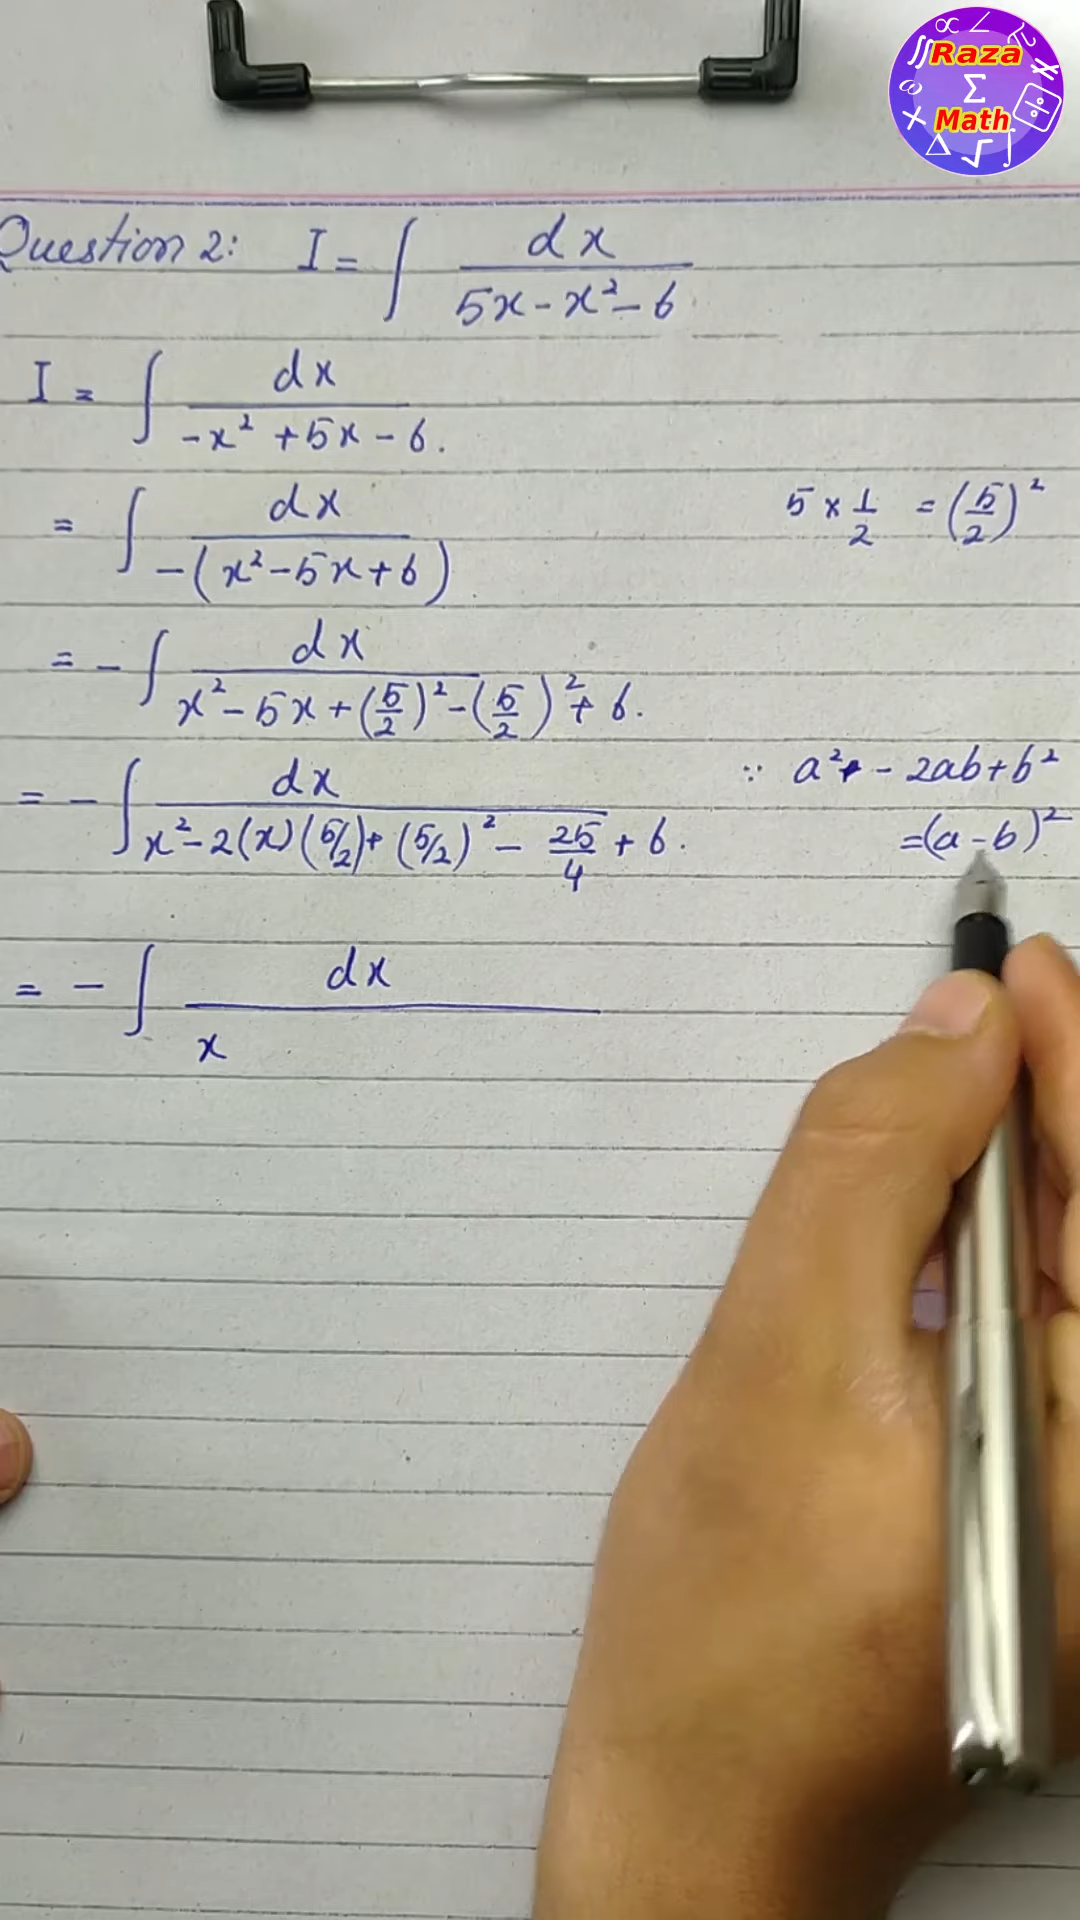 Raza
Σ
Math
Question 2: I = ∫ dx / (5x - x² - 6)
I = ∫ dx / (-x² + 5x - 6).
= ∫ dx / (-(x² - 5x + 6))
5 × 1/2 = (5/2)²
= - ∫ dx / (x² - 5x + (5/2)² - (5/2)² + 6).
= - ∫ dx / (x² - 2(x)(5/2) + (5/2)² - 25/4 + 6).
∵ a² - 2ab + b²
= (a - b)²
= - ∫ dx / x